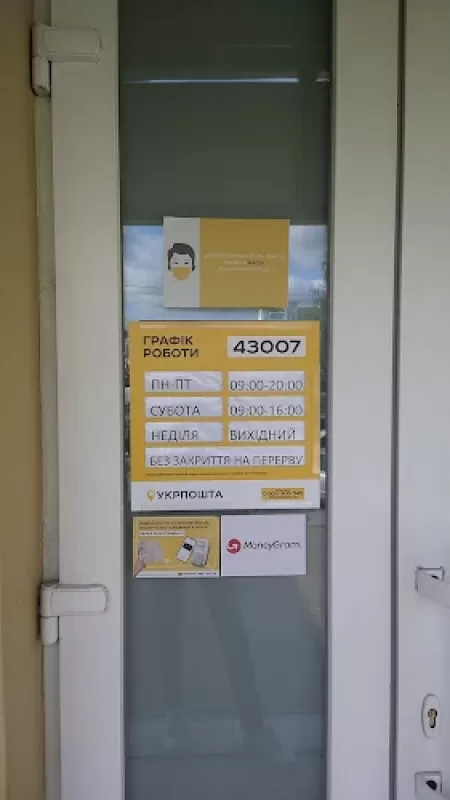 ГРАФІК
РОБОТИ
43007
ПН-ПТ
09:00-20:00
СУБОТА
09:00-16:00
НЕДІЛЯ
ВИХІДНИЙ
БЕЗ ЗАКРИТТЯ НА ПЕРЕРВУ
УКРПОШТА
MoneyGram